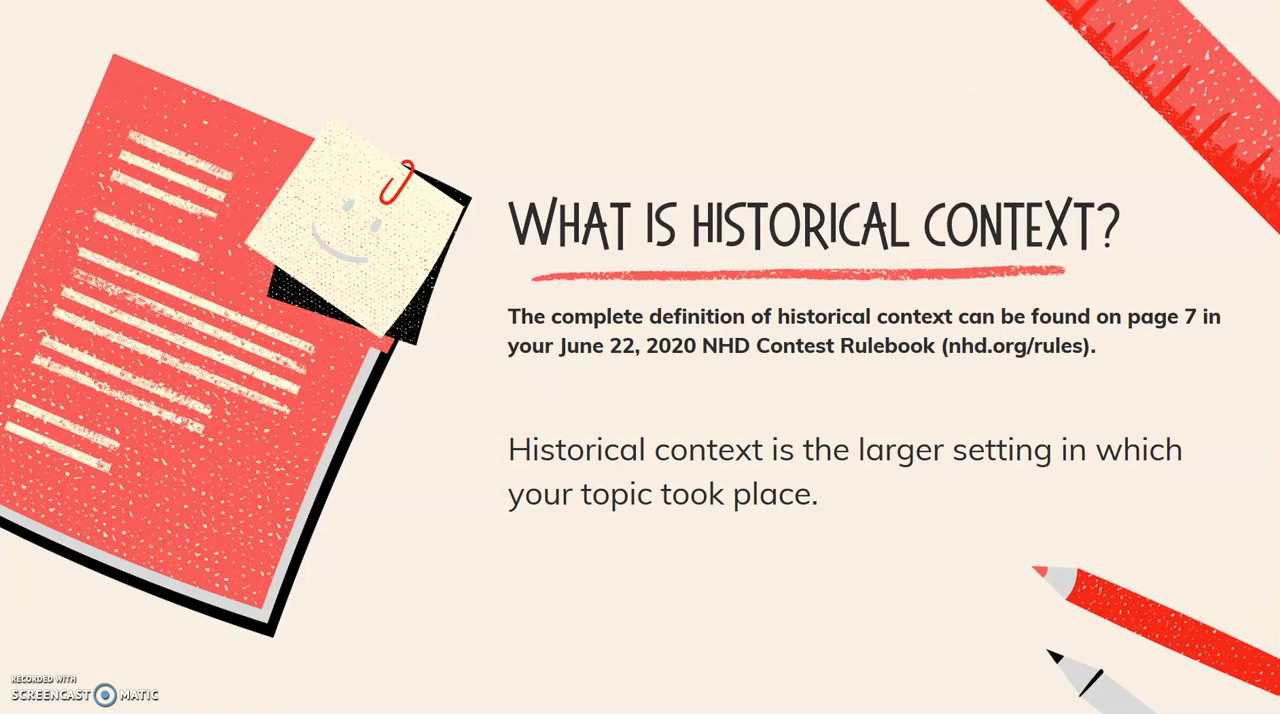 WHAT IS HISTORICAL CONTEXT?
The complete definition of historical context can be found on page 7 in
your June 22, 2020 NHD Contest Rulebook (nhd.org/rules).
Historical context is the larger setting in which
your topic took place.
RECORDED WITH
SCREENCAST MATIC